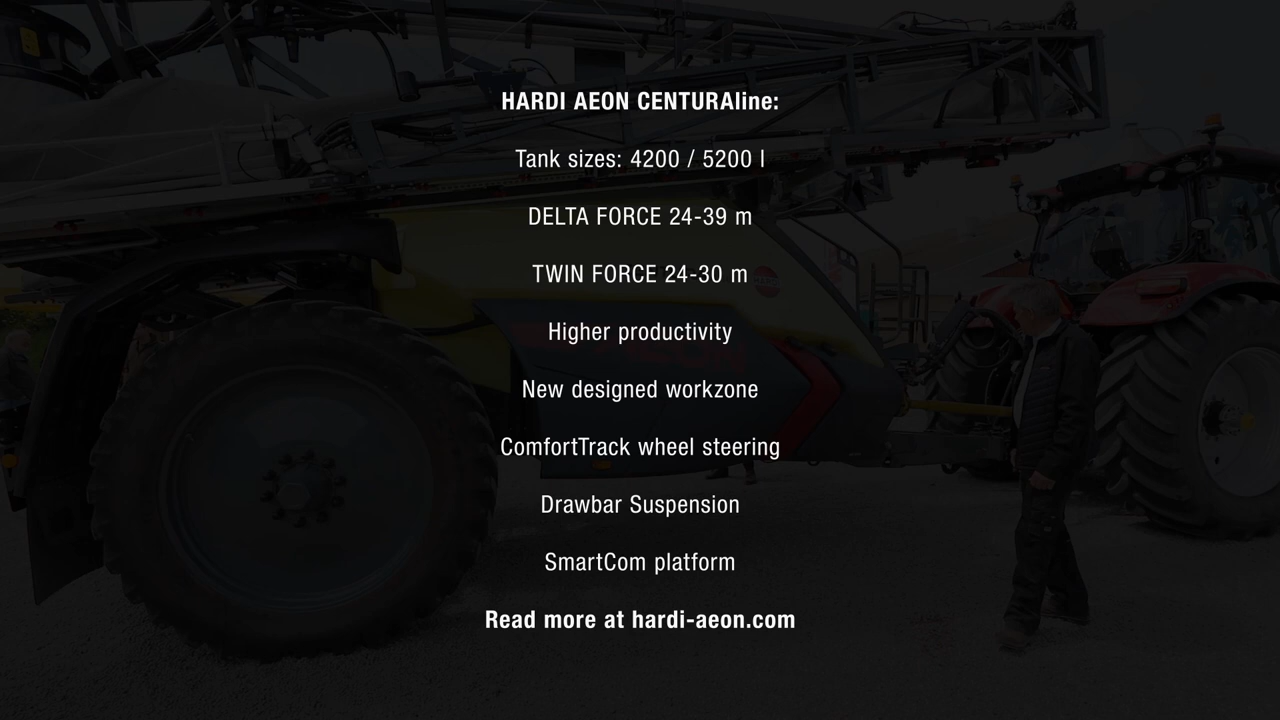 HARDI AEON CENTURAline:
Tank sizes: 4200 / 5200 l
DELTA FORCE 24-39 m
TWIN FORCE 24-30 m
Higher productivity
New designed workzone
ComfortTrack wheel steering
Drawbar Suspension
SmartCom platform
Read more at hardi-aeon.com